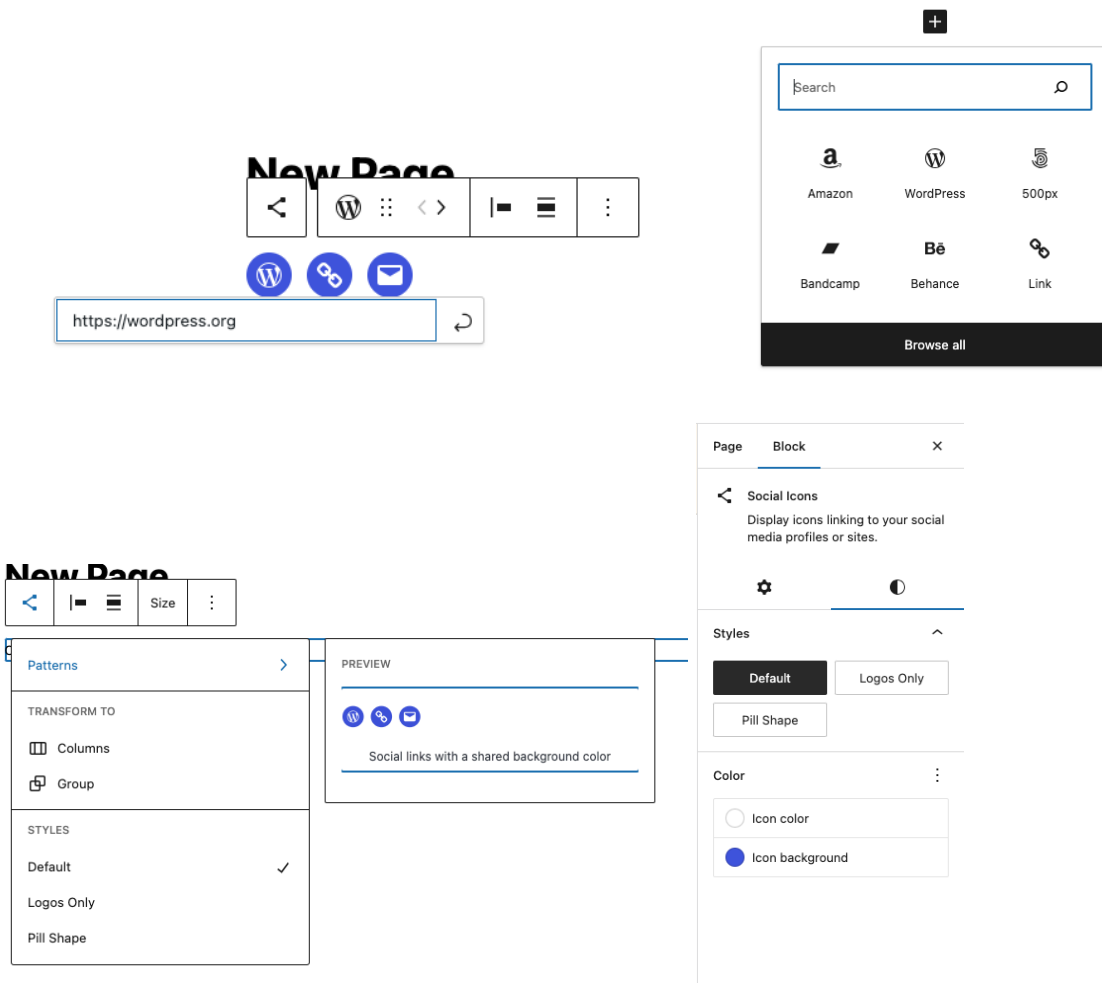 Search
Amazon
WordPress
500px
Bē
Bandcamp
Behance
Link
Browse all
New Page
https://wordpress.org
New Page
Size
Patterns
TRANSFORM TO
Columns
Group
STYLES
Default
Logos Only
Pill Shape
PREVIEW
Social links with a shared background color
Page
Block
Social Icons
Display icons linking to your social
media profiles or sites.
Styles
Default
Logos Only
Pill Shape
Color
Icon color
Icon background